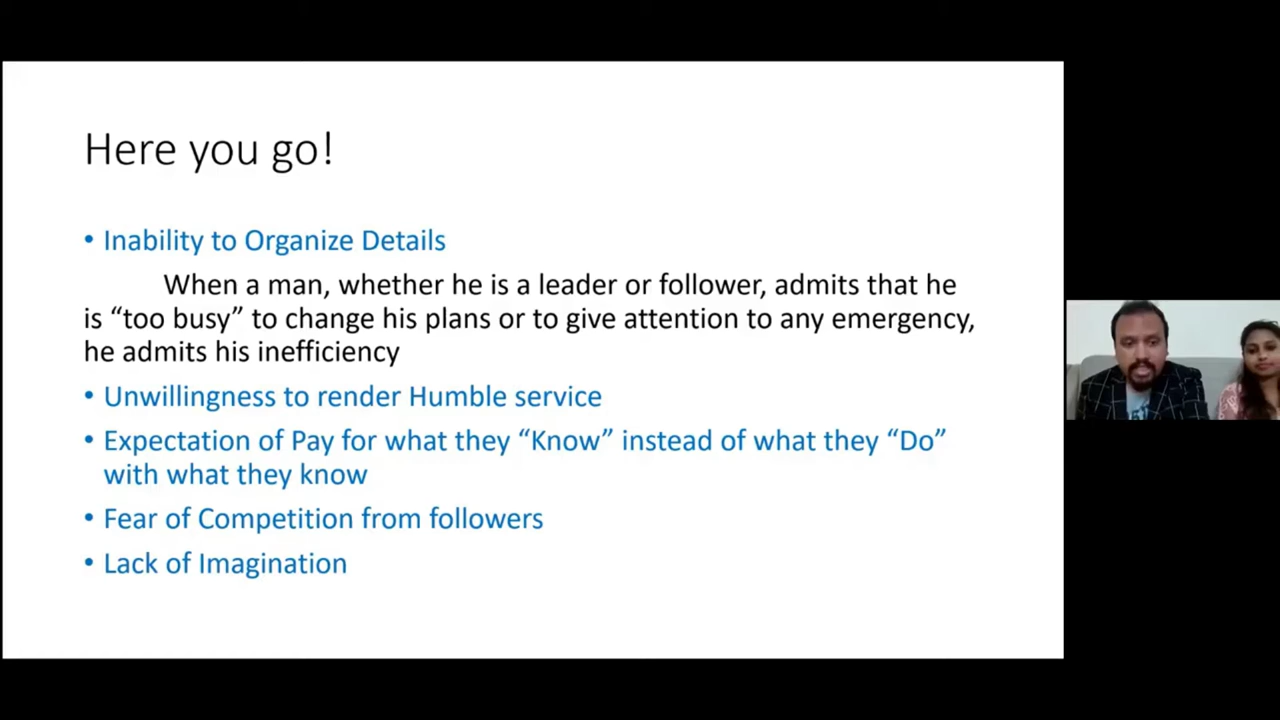 Here you go!
• Inability to Organize Details
When a man, whether he is a leader or follower, admits that he
is “too busy” to change his plans or to give attention to any emergency,
he admits his inefficiency
• Unwillingness to render Humble service
• Expectation of Pay for what they “Know” instead of what they “Do”
with what they know
• Fear of Competition from followers
• Lack of Imagination